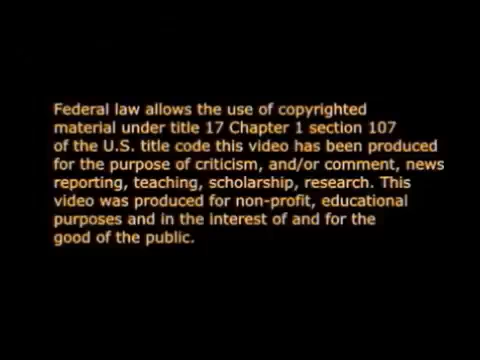 Federal law allows the use of copyrighted
material under title 17 Chapter 1 section 107
of the U.S. title code this video has been produced
for the purpose of criticism, and/or comment, news
reporting, teaching, scholarship, research. This
video was produced for non-profit, educational
purposes and in the interest of and for the
good of the public.